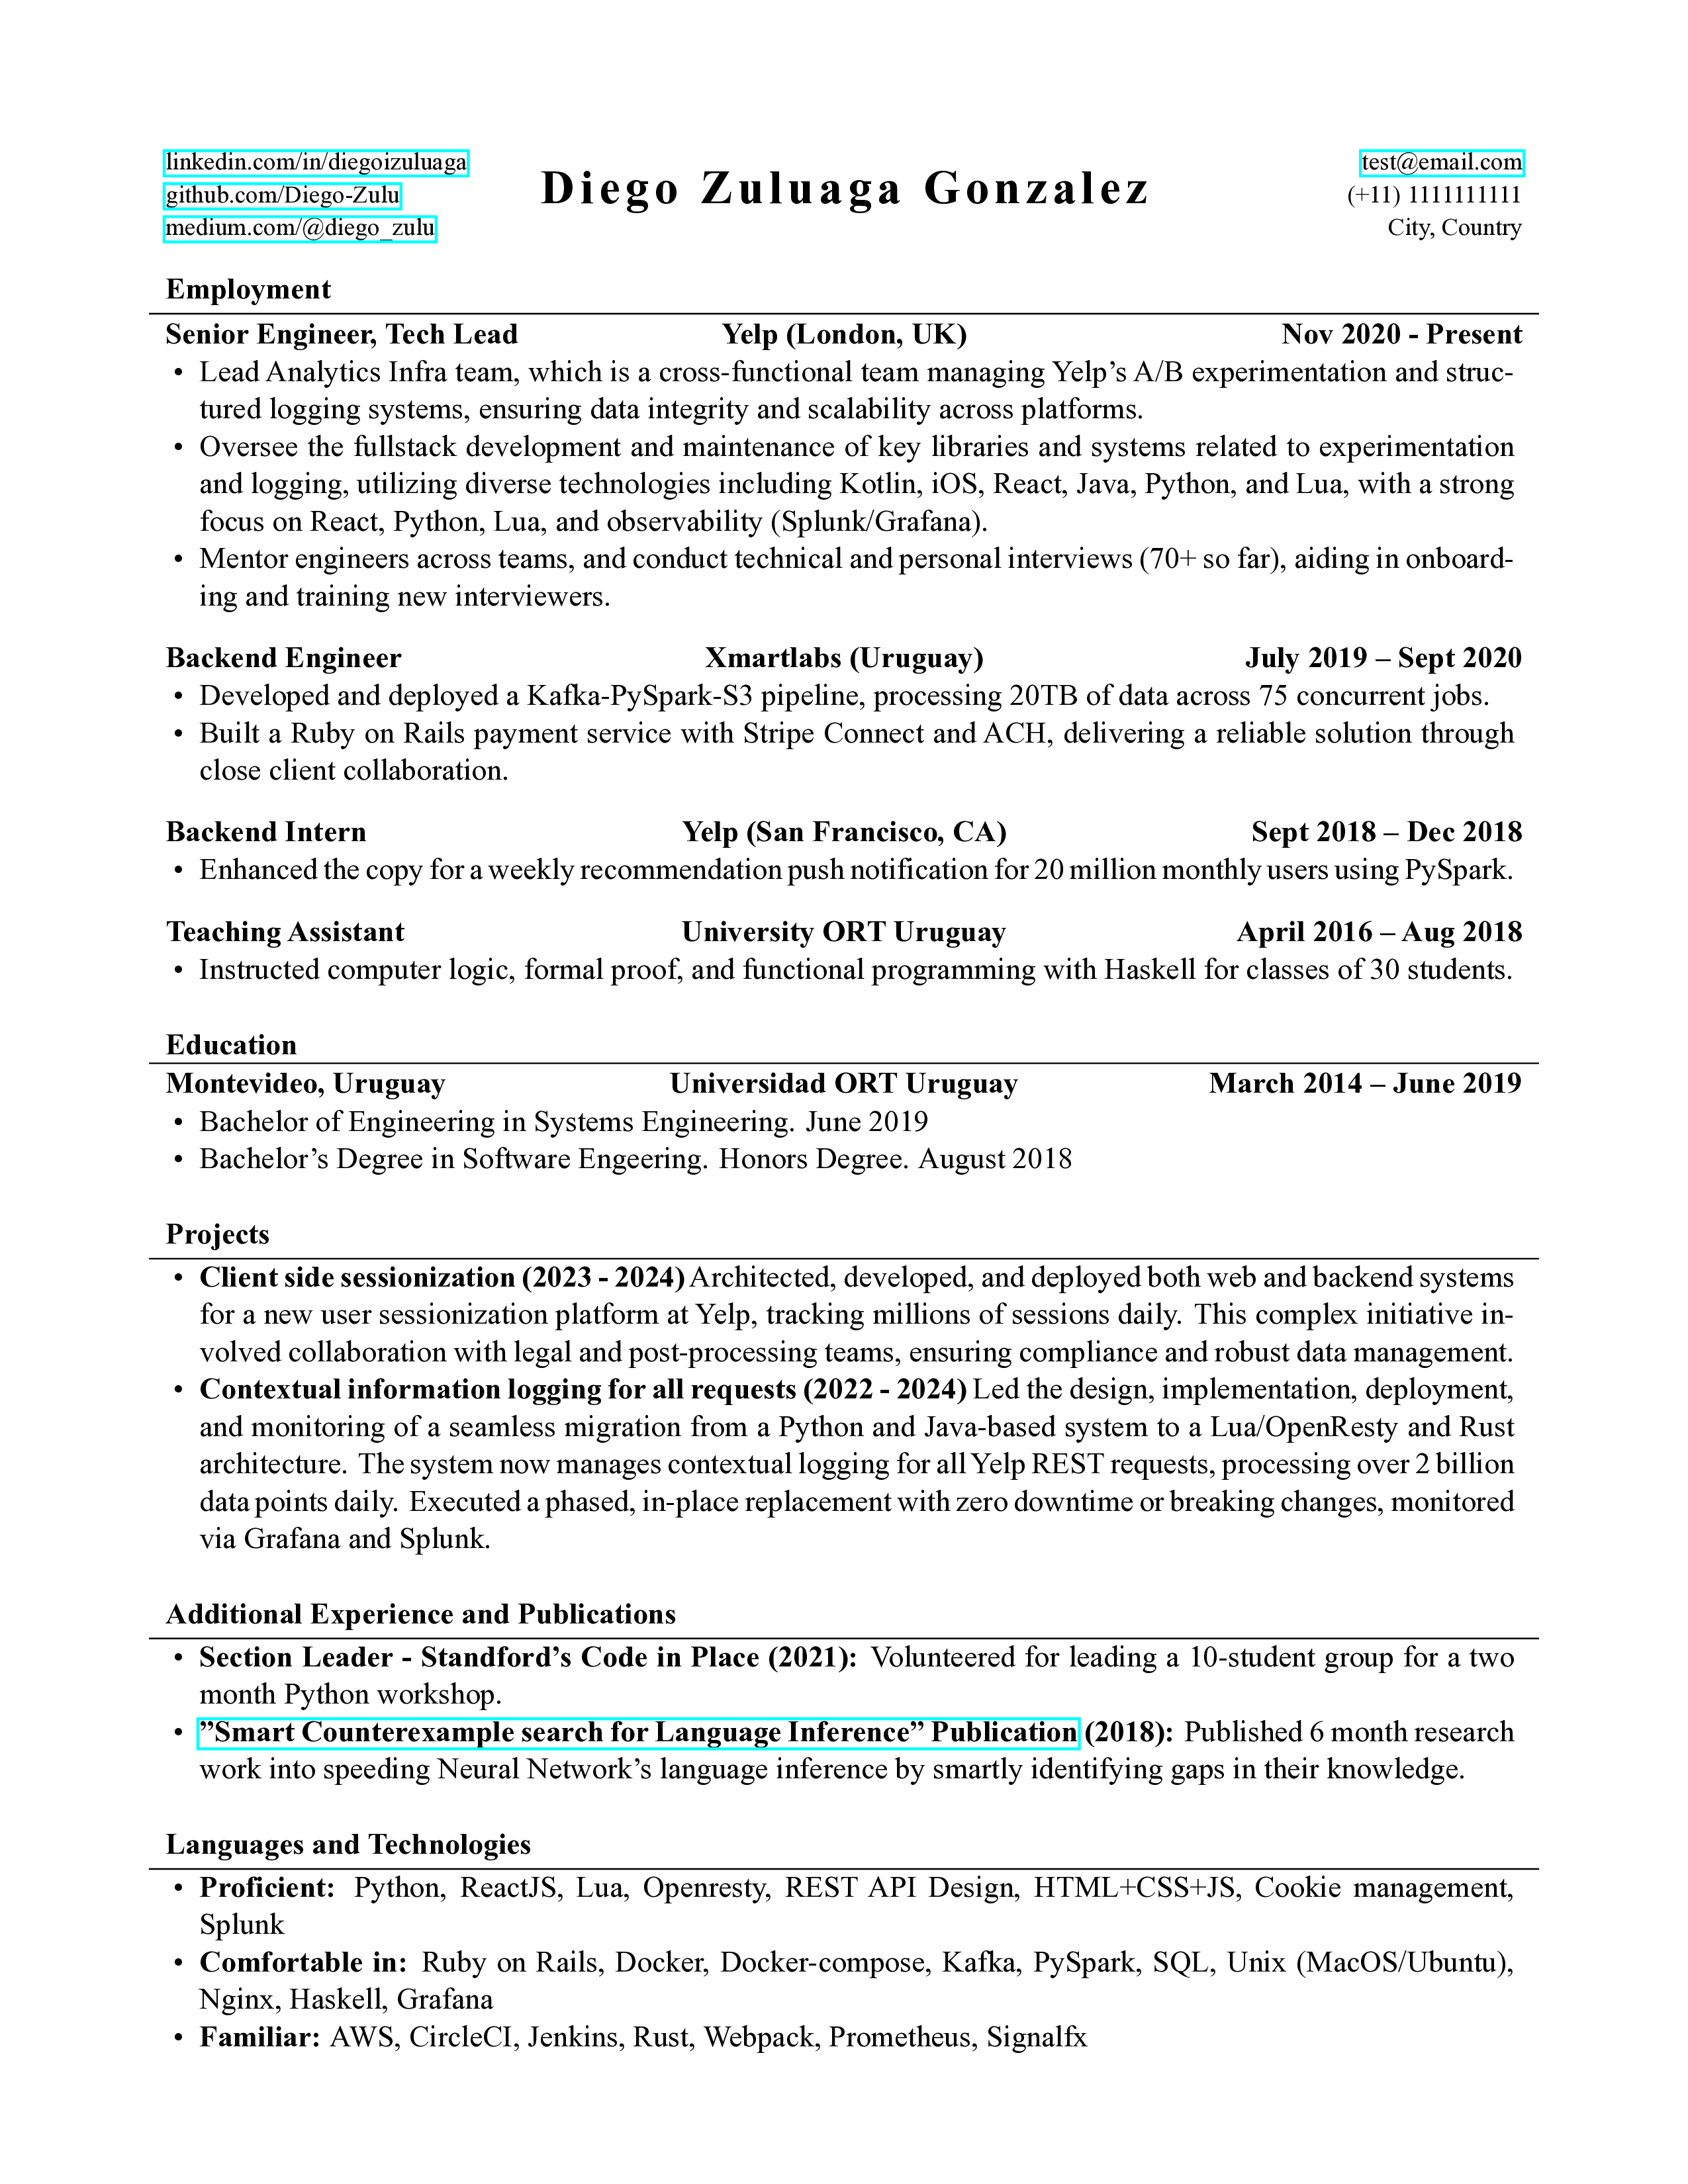 linkedin.com/in/diegoizuluaga
github.com/Diego-Zulu
medium.com/@diego_zulu
Diego Zuluaga Gonzalez
test@email.com
(+11) 1111111111
City, Country
Employment
Senior Engineer, Tech Lead Yelp (London, UK) Nov 2020 - Present
• Lead Analytics Infra team, which is a cross-functional team managing Yelp’s A/B experimentation and struc-
tured logging systems, ensuring data integrity and scalability across platforms.
• Oversee the fullstack development and maintenance of key libraries and systems related to experimentation
and logging, utilizing diverse technologies including Kotlin, iOS, React, Java, Python, and Lua, with a strong
focus on React, Python, Lua, and observability (Splunk/Grafana).
• Mentor engineers across teams, and conduct technical and personal interviews (70+ so far), aiding in onboard-
ing and training new interviewers.
Backend Engineer Xmartlabs (Uruguay) July 2019 – Sept 2020
• Developed and deployed a Kafka-PySpark-S3 pipeline, processing 20TB of data across 75 concurrent jobs.
• Built a Ruby on Rails payment service with Stripe Connect and ACH, delivering a reliable solution through
close client collaboration.
Backend Intern Yelp (San Francisco, CA) Sept 2018 – Dec 2018
• Enhanced the copy for a weekly recommendation push notification for 20 million monthly users using PySpark.
Teaching Assistant University ORT Uruguay April 2016 – Aug 2018
• Instructed computer logic, formal proof, and functional programming with Haskell for classes of 30 students.
Education
Montevideo, Uruguay Universidad ORT Uruguay March 2014 – June 2019
• Bachelor of Engineering in Systems Engineering. June 2019
• Bachelor’s Degree in Software Engeering. Honors Degree. August 2018
Projects
• Client side sessionization (2023 - 2024) Architected, developed, and deployed both web and backend systems
for a new user sessionization platform at Yelp, tracking millions of sessions daily. This complex initiative in-
volved collaboration with legal and post-processing teams, ensuring compliance and robust data management.
• Contextual information logging for all requests (2022 - 2024) Led the design, implementation, deployment,
and monitoring of a seamless migration from a Python and Java-based system to a Lua/OpenResty and Rust
architecture. The system now manages contextual logging for all Yelp REST requests, processing over 2 billion
data points daily. Executed a phased, in-place replacement with zero downtime or breaking changes, monitored
via Grafana and Splunk.
Additional Experience and Publications
• Section Leader - Standford’s Code in Place (2021): Volunteered for leading a 10-student group for a two
month Python workshop.
• ”Smart Counterexample search for Language Inference” Publication (2018): Published 6 month research
work into speeding Neural Network’s language inference by smartly identifying gaps in their knowledge.
Languages and Technologies
• Proficient: Python, ReactJS, Lua, Openresty, REST API Design, HTML+CSS+JS, Cookie management,
Splunk
• Comfortable in: Ruby on Rails, Docker, Docker-compose, Kafka, PySpark, SQL, Unix (MacOS/Ubuntu),
Nginx, Haskell, Grafana
• Familiar: AWS, CircleCI, Jenkins, Rust, Webpack, Prometheus, Signalfx